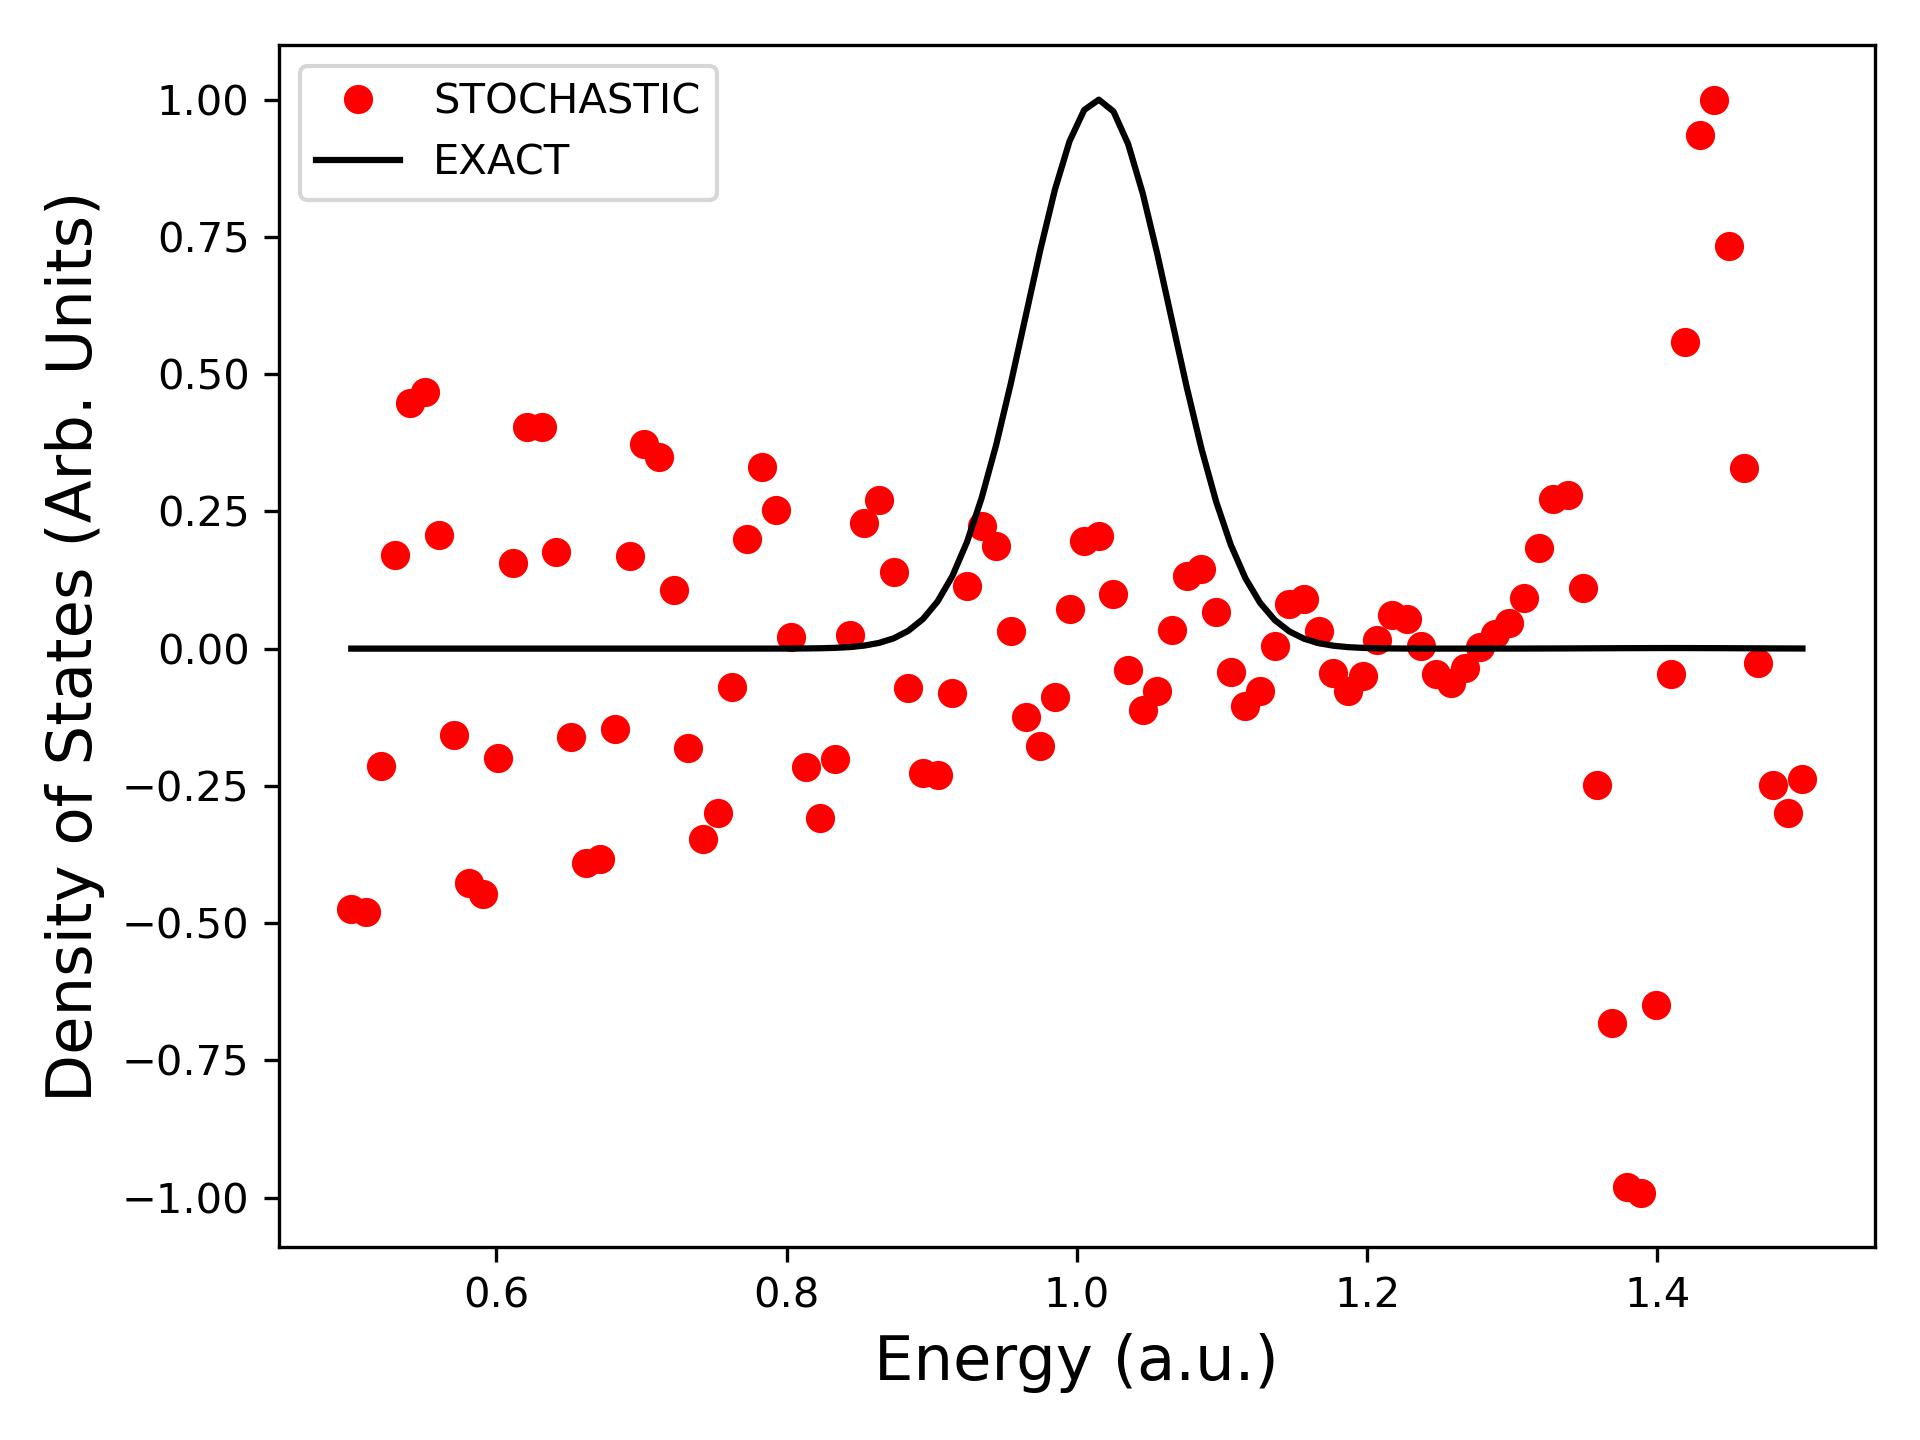 STOCHASTIC
EXACT
Density of States (Arb. Units)
1.00
0.75
0.50
0.25
0.00
−0.25
−0.50
−0.75
−1.00
0.6 0.8 1.0 1.2 1.4
Energy (a.u.)